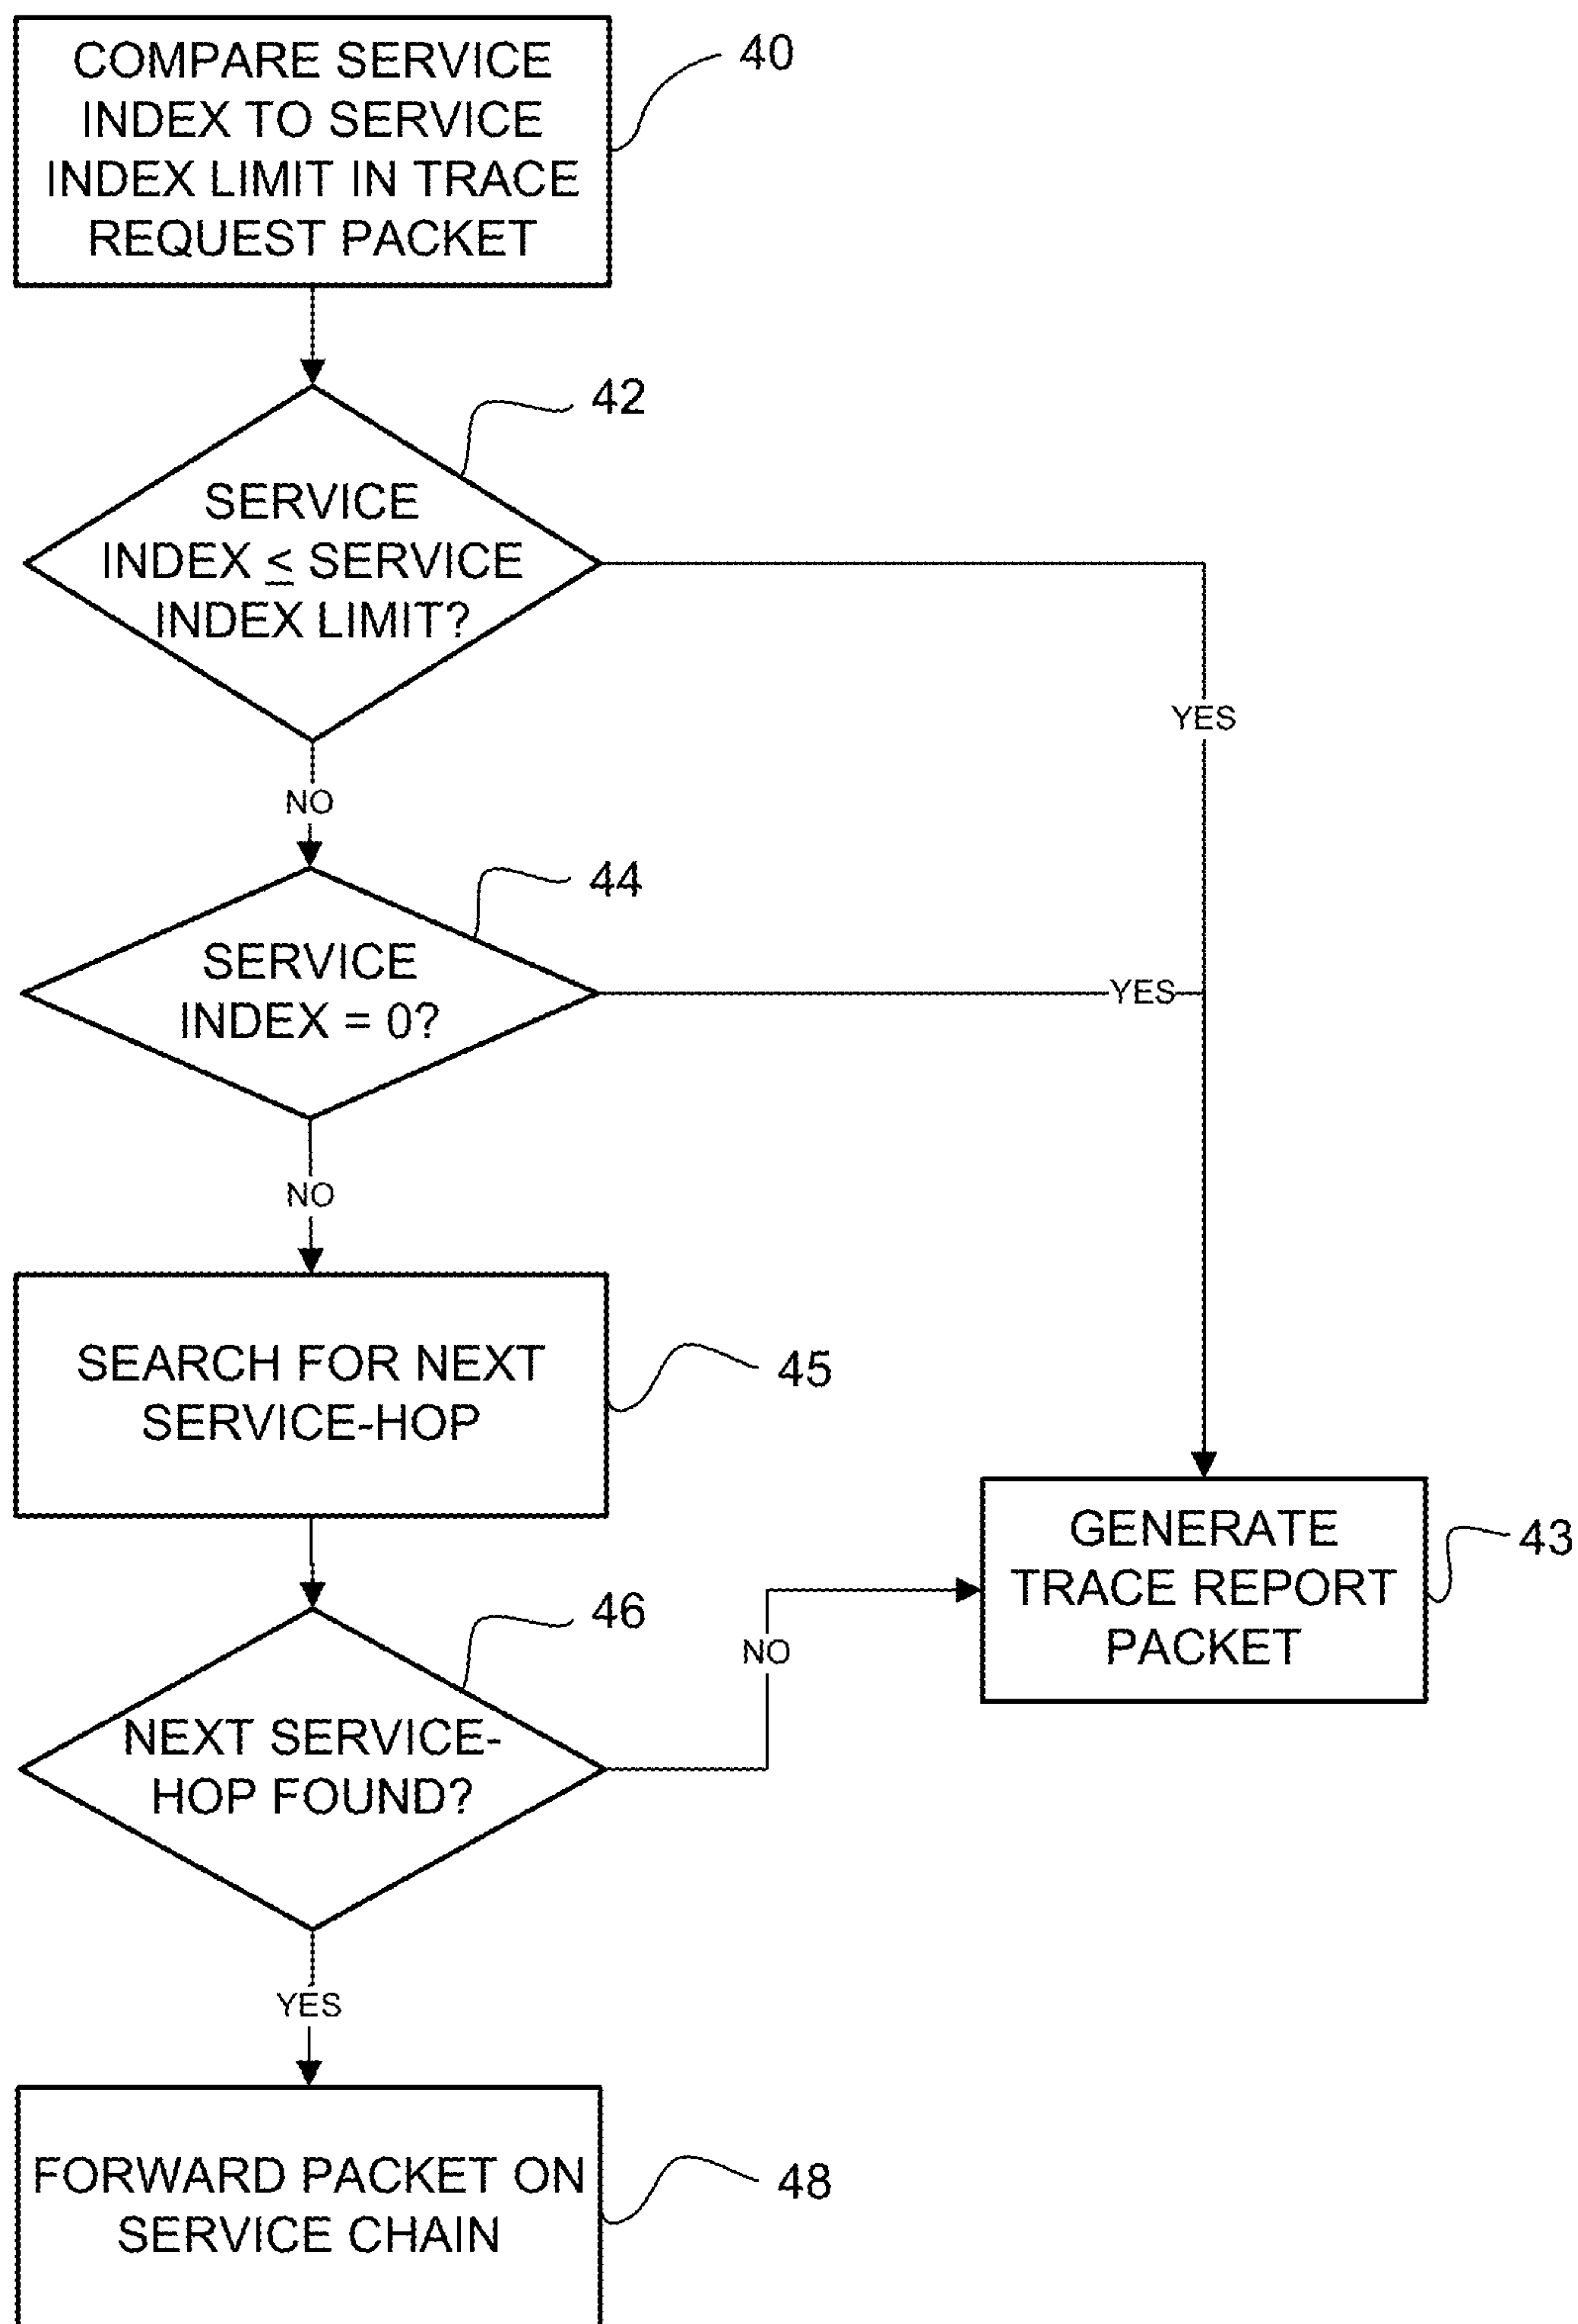 COMPARE SERVICE
INDEX TO SERVICE
INDEX LIMIT IN TRACE
REQUEST PACKET
40
42
SERVICE
INDEX ≤ SERVICE
INDEX LIMIT?
YES
NO
44
SERVICE
INDEX = 0?
YES
NO
SEARCH FOR NEXT
SERVICE-HOP
45
GENERATE
TRACE REPORT
PACKET
43
46
NO
NEXT SERVICE-
HOP FOUND?
YES
FORWARD PACKET ON
SERVICE CHAIN
48